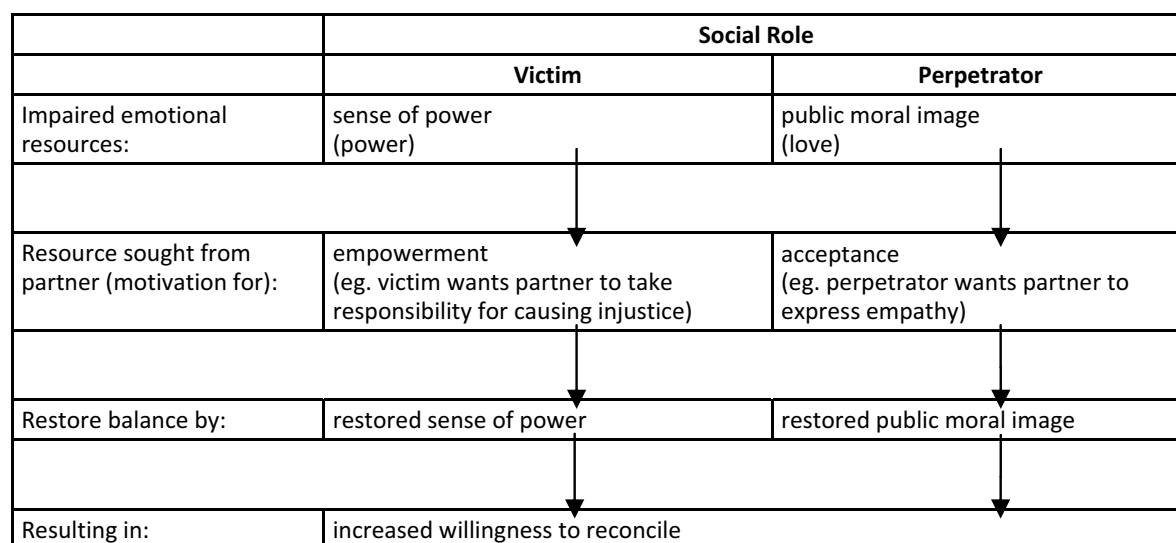 Social Role
Victim Perpetrator
Impaired emotional sense of power public moral image
resources: (power) (love)
Resource sought from empowerment acceptance
partner (motivation for): (eg. victim wants partner to take (eg. perpetrator wants partner to
responsibility for causing injustice) express empathy)
Restore balance by: restored sense of power restored public moral image
Resulting in: increased willingness to reconcile